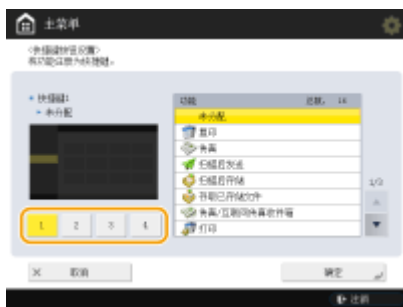 主菜单
<快捷键按钮设置>
将功能注册为快捷键。
• 快捷键1
• 未分配
功能 总数: 14
未分配
复印
传真
扫描后发送
扫描后存储
存取已存储文件
传真/互联网传真收件箱
打印
1/2
1 2 3 4
× 取消
确定
注销